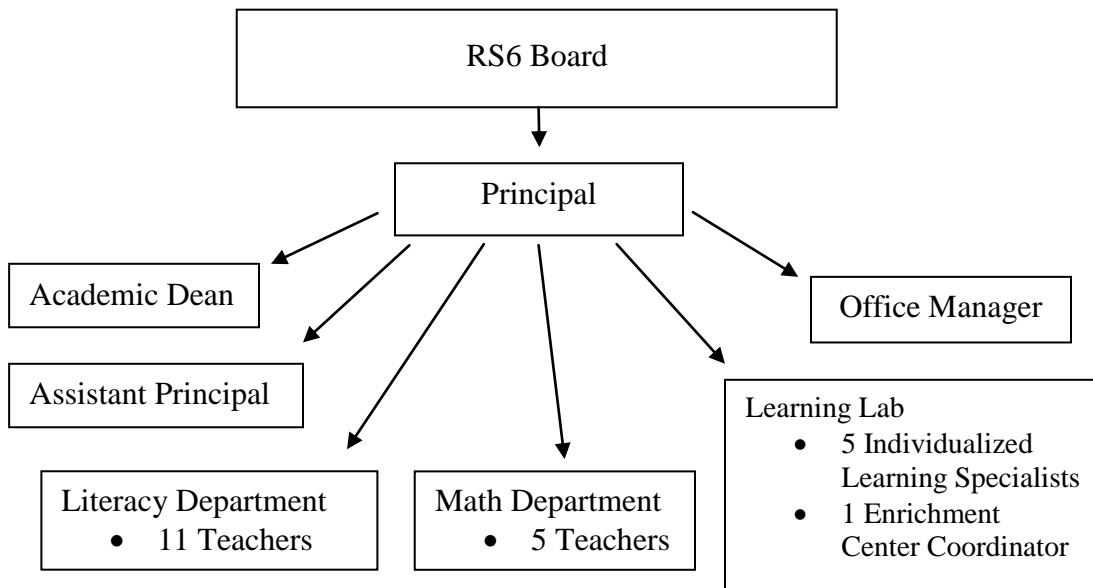 RS6 Board
Principal
Academic Dean
Office Manager
Assistant Principal
Literacy Department
• 11 Teachers
Math Department
• 5 Teachers
Learning Lab
• 5 Individualized
Learning Specialists
• 1 Enrichment
Center Coordinator